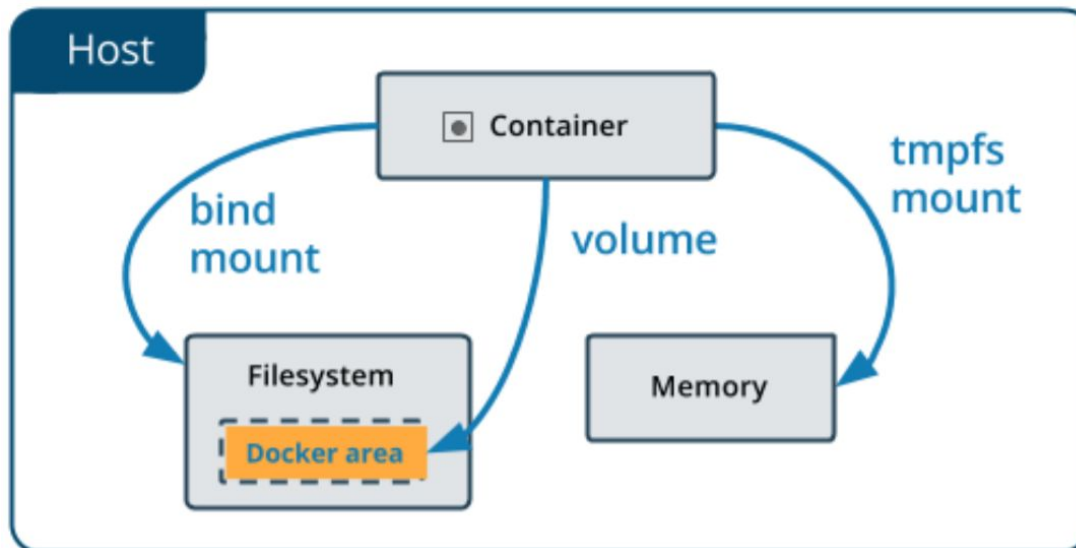 Host
Container
tmpfs
mount
bind
mount
volume
Filesystem
Memory
Docker area